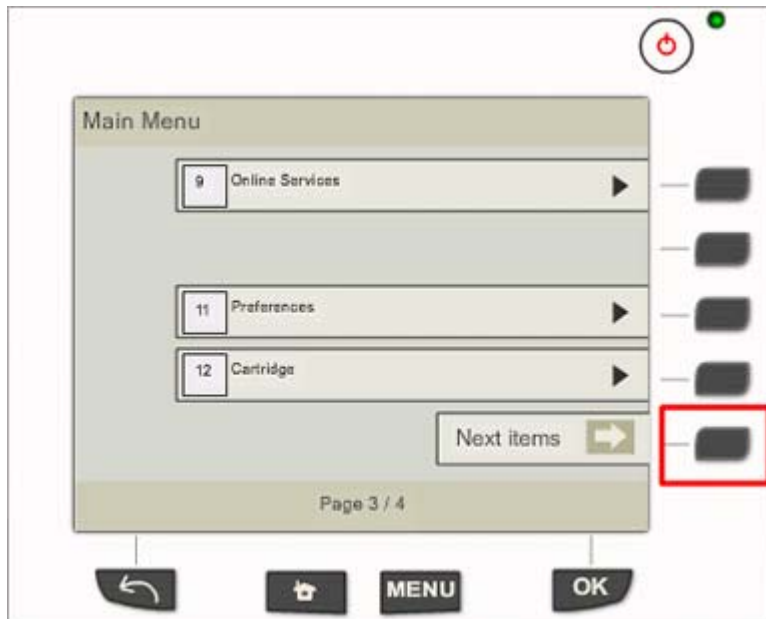 Main Menu
9 Online Services
11 Preferences
12 Cartridge
Next items
Page 3 / 4
MENU
OK